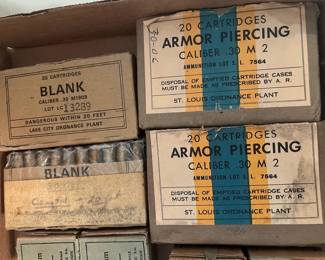 20 CARTRIDGES
BLANK
CALIBER .30 M1909
LOT LC 13289
DANGEROUS WITHIN 20 FEET
LAKE CITY ORDNANCE PLANT
BLANK
30-06
20 CARTRIDGES
ARMOR PIERCING
CALIBER .30 M 2
AMMUNITION LOT S. L. 7564
DISPOSAL OF EMPTIED CARTRIDGE CASES
MUST BE MADE AS PRESCRIBED BY A. R.
ST. LOUIS ORDNANCE PLANT
20 CARTRIDGES
ARMOR PIERCING
CALIBER .30 M 2
AMMUNITION LOT S. L. 7564
DISPOSAL OF EMPTIED CARTRIDGE CASES
MUST BE MADE AS PRESCRIBED BY A. R.
ST. LOUIS ORDNANCE PLANT